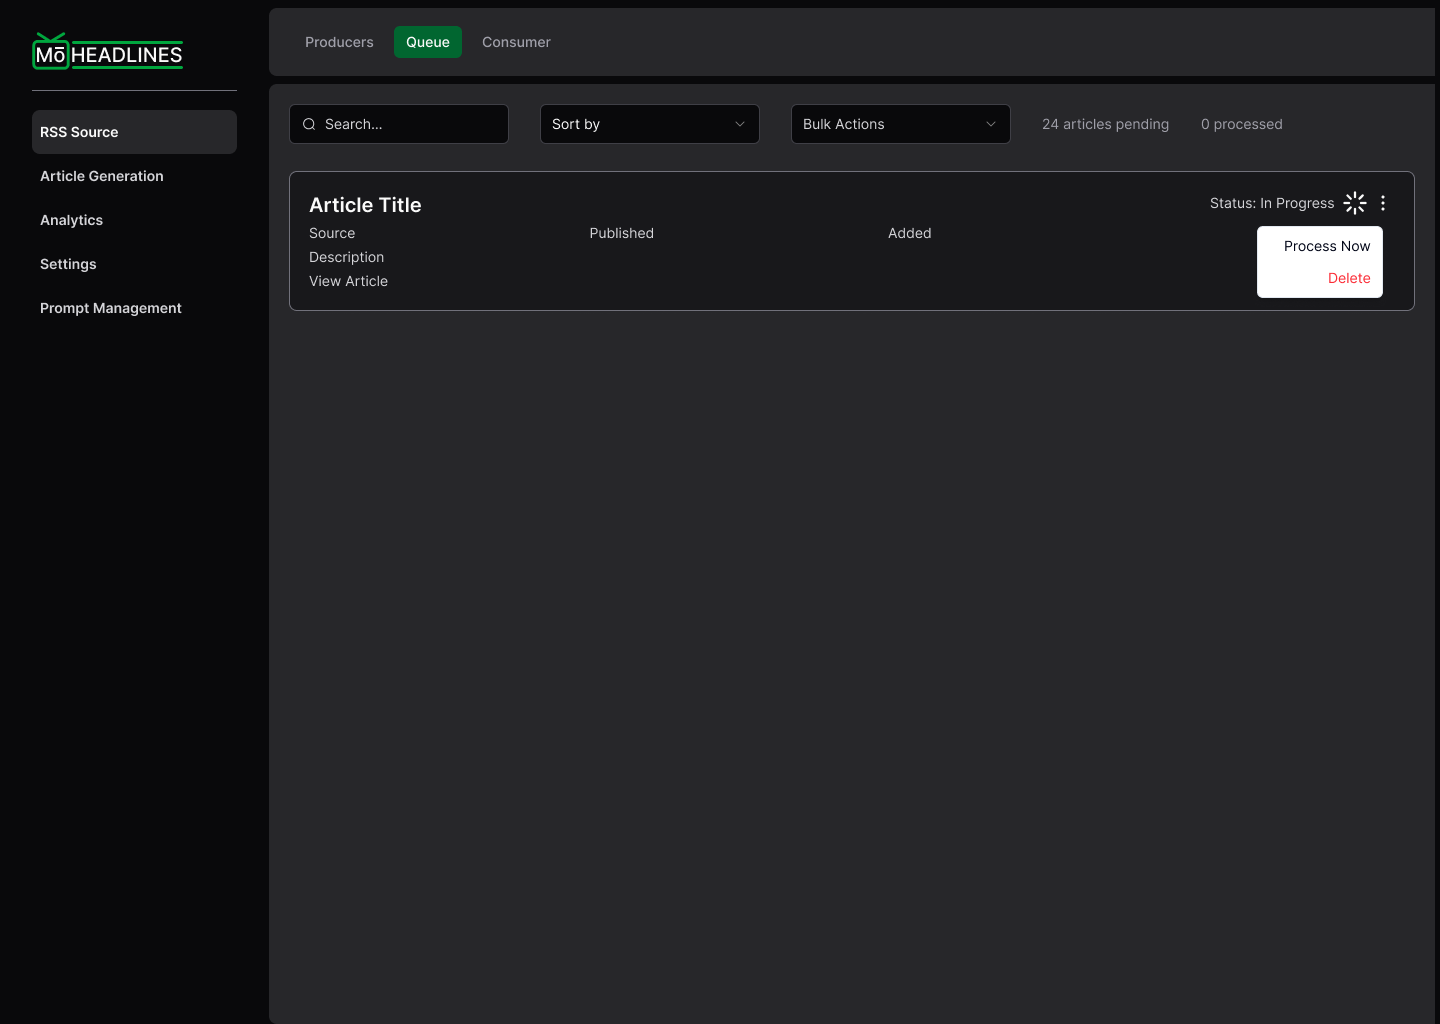 Mō HEADLINES
RSS Source
Article Generation
Analytics
Settings
Prompt Management
Producers
Queue
Consumer
Search...
Sort by
Bulk Actions
24 articles pending
0 processed
Article Title
Status: In Progress
Source
Published
Added
Description
View Article
Process Now
Delete